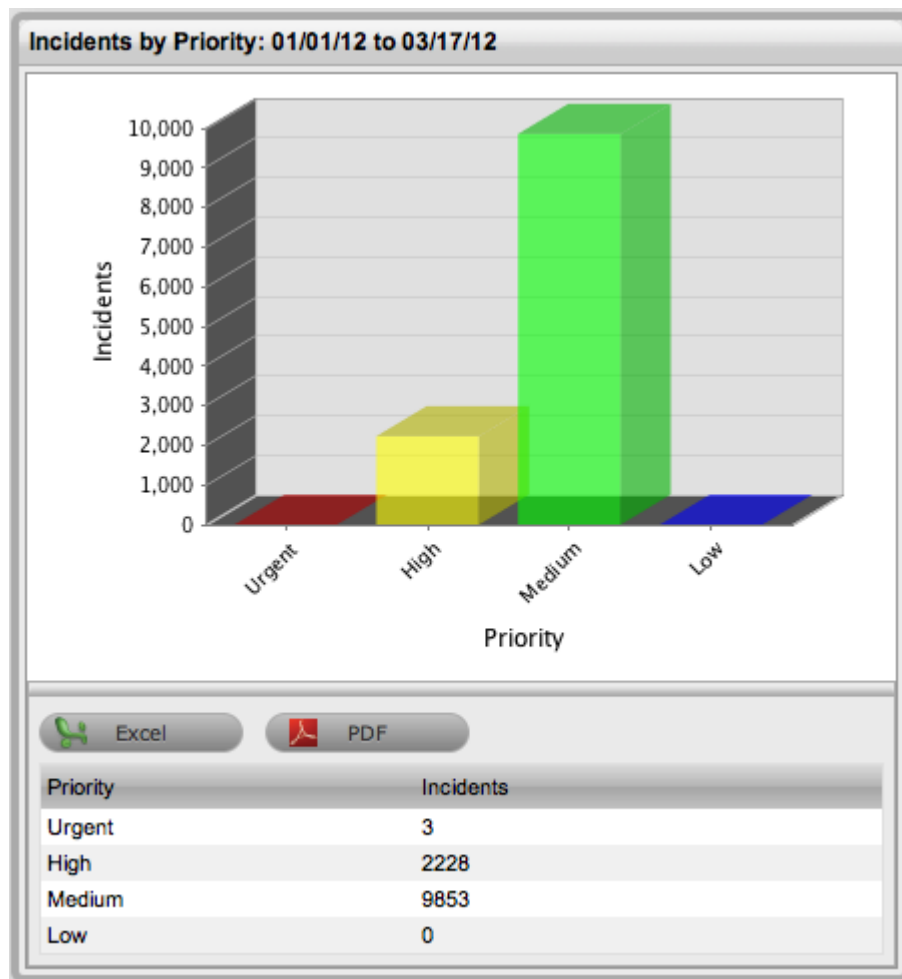 Incidents by Priority: 01/01/12 to 03/17/12
10,000
9,000
8,000
7,000
6,000
5,000
4,000
3,000
2,000
1,000
0
Incidents
Urgent High Medium Low
Priority
Excel PDF
Priority Incidents
Urgent 3
High 2228
Medium 9853
Low 0